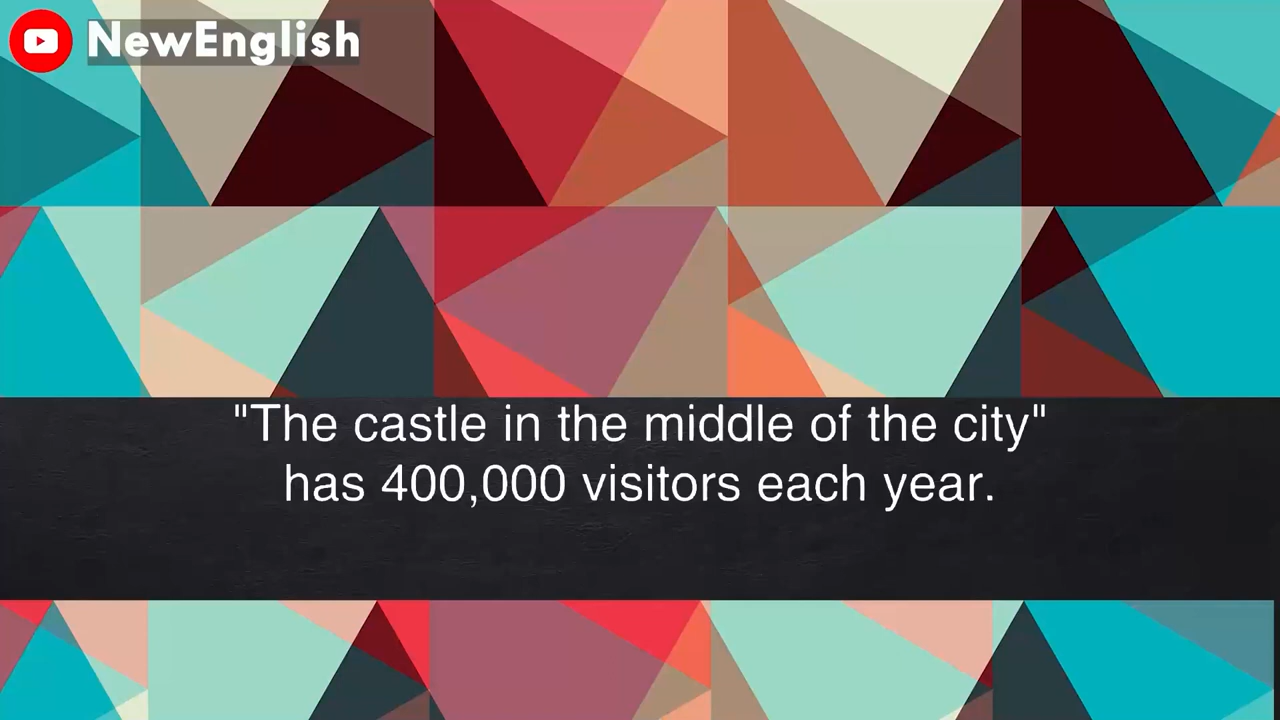 NewEnglish
"The castle in the middle of the city"
has 400,000 visitors each year.